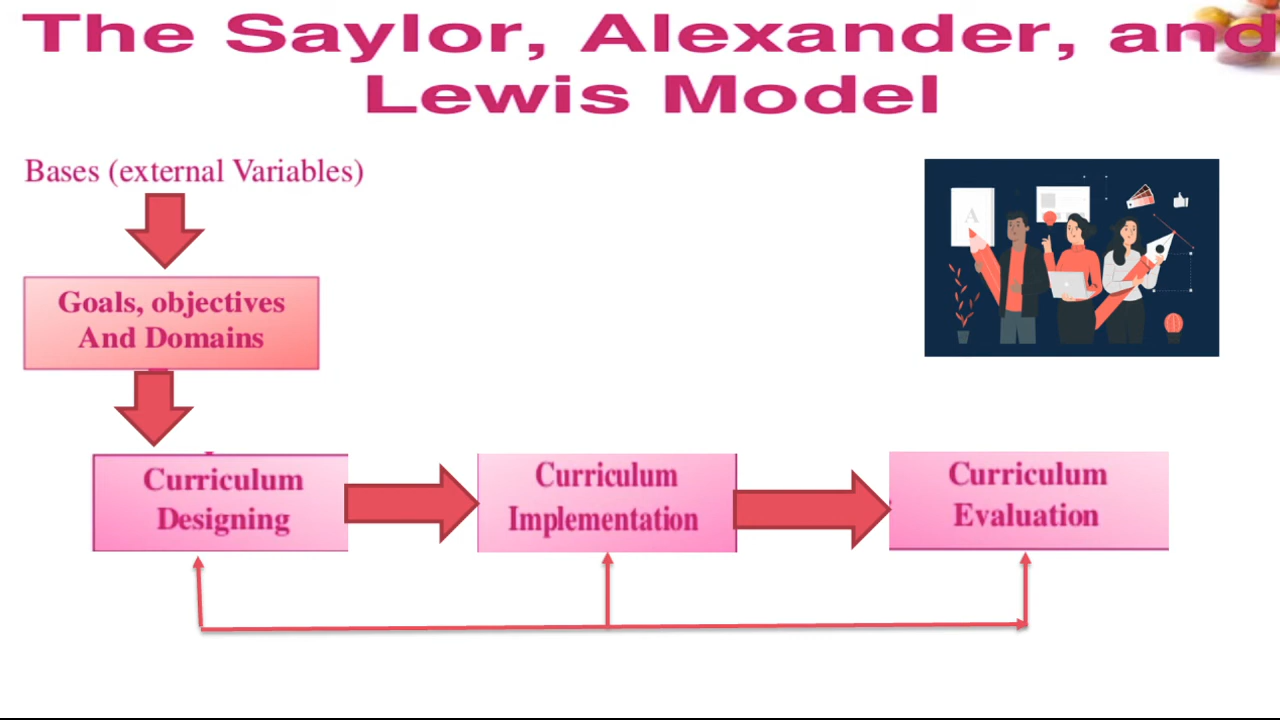 The Saylor, Alexander, and
Lewis Model
Bases (external Variables)
Goals, objectives
And Domains
Curriculum
Designing
Curriculum
Implementation
Curriculum
Evaluation
A